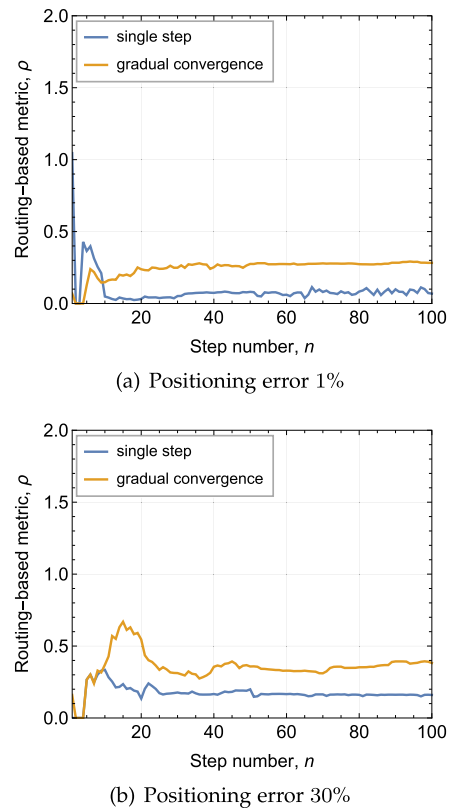 2.0
single step
gradual convergence
1.5
1.0
0.5
0.0
Routing-based metric, ρ
20 40 60 80 100
Step number, n
(a) Positioning error 1%
2.0
single step
gradual convergence
1.5
1.0
0.5
0.0
Routing-based metric, ρ
20 40 60 80 100
Step number, n
(b) Positioning error 30%